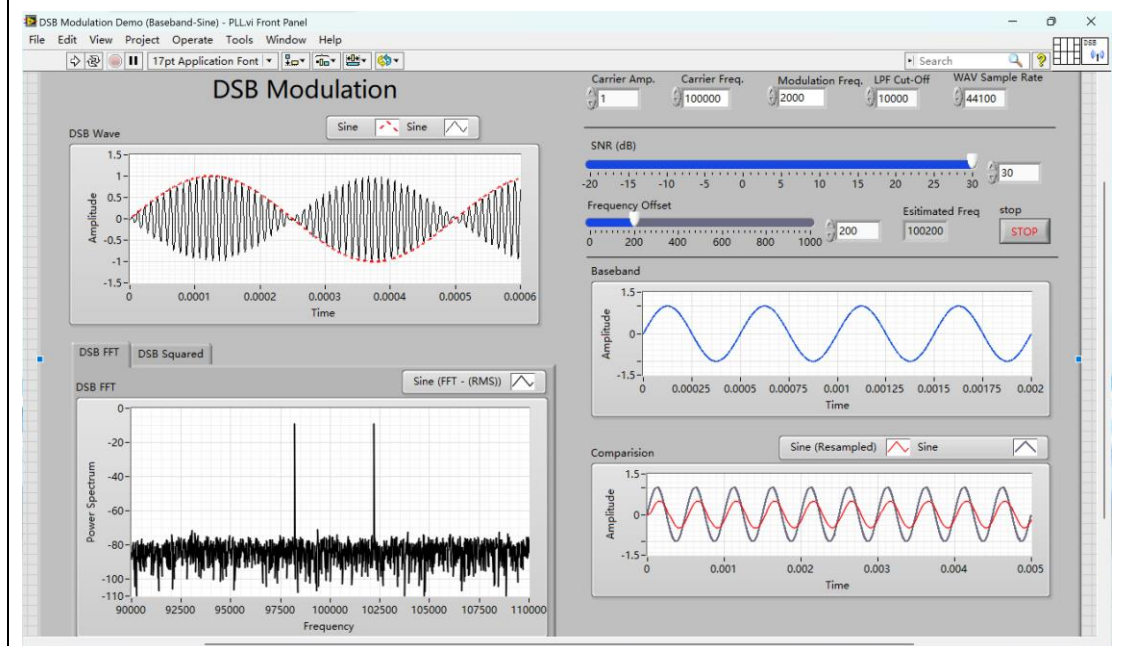 DSB Modulation Demo (Baseband-Sine) - PLL.vi Front Panel
File Edit View Project Operate Tools Window Help
17pt Application Font
Search
DSB
DSB Modulation
Carrier Amp. Carrier Freq. Modulation Freq. LPF Cut-Off WAV Sample Rate
1 100000 2000 10000 44100
DSB Wave
Sine Sine
1.5
1
0.5
0
-0.5
-1
-1.5
Amplitude
0 0.0001 0.0002 0.0003 0.0004 0.0005 0.0006
Time
SNR (dB)
-20 -15 -10 -5 0 5 10 15 20 25 30
30
Frequency Offset
0 200 400 600 800 1000
200
Esitimated Freq
100200
stop
STOP
Baseband
1.5
0
-1.5
Amplitude
0 0.00025 0.0005 0.00075 0.001 0.00125 0.0015 0.00175 0.002
Time
DSB FFT DSB Squared
DSB FFT
Sine (FFT - (RMS))
0
-20
-40
-60
-80
-100
-110
Power Spectrum
90000 92500 95000 97500 100000 102500 105000 107500 110000
Frequency
Comparision
Sine (Resampled) Sine
1.5
0
-1.5
Amplitude
0 0.001 0.002 0.003 0.004 0.005
Time